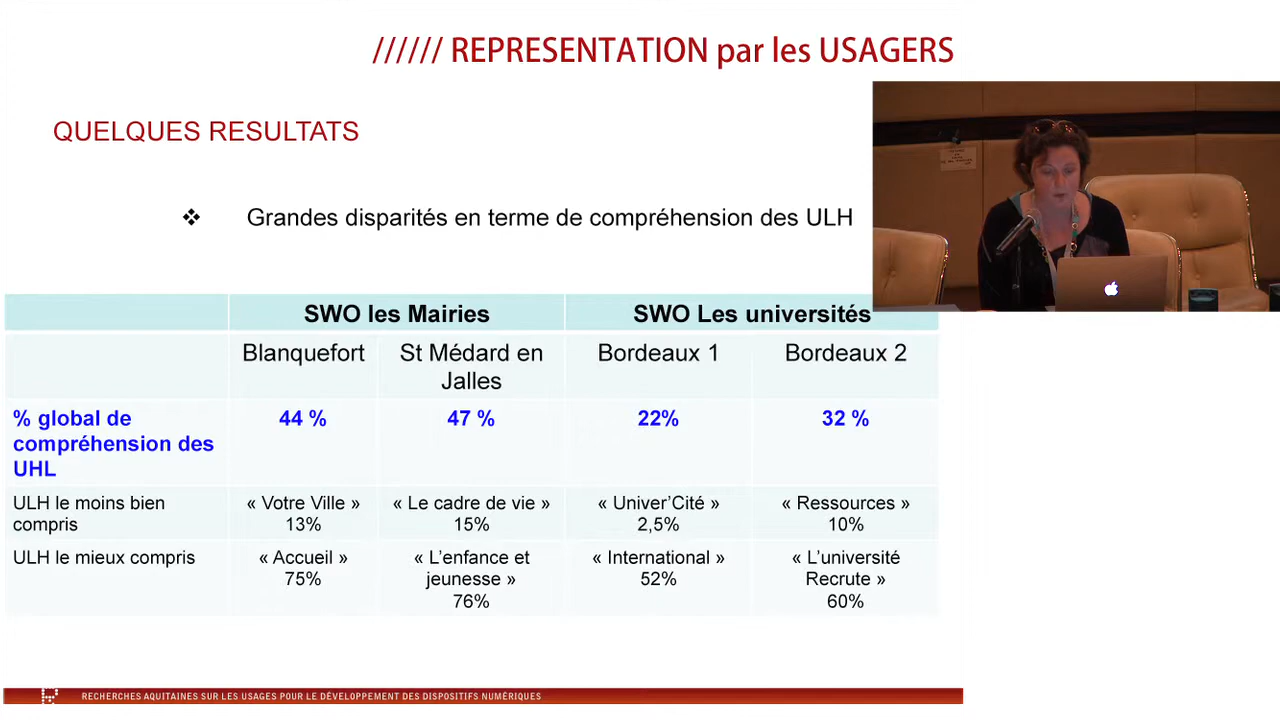 ////// REPRESENTATION par les USAGERS
QUELQUES RESULTATS
❖ Grandes disparités en terme de compréhension des ULH
SWO les Mairies SWO Les universités
Blanquefort St Médard en Jalles Bordeaux 1 Bordeaux 2
% global de compréhension des UHL 44 % 47 % 22% 32 %
ULH le moins bien compris « Votre Ville » 13% « Le cadre de vie » 15% « Univer’Cité » 2,5% « Ressources » 10%
ULH le mieux compris « Accueil » 75% « L’enfance et jeunesse » 76% « International » 52% « L’université Recrute » 60%
RECHERCHES AQUITAINES SUR LES USAGES POUR LE DÉVELOPPEMENT DES DISPOSITIFS NUMÉRIQUES